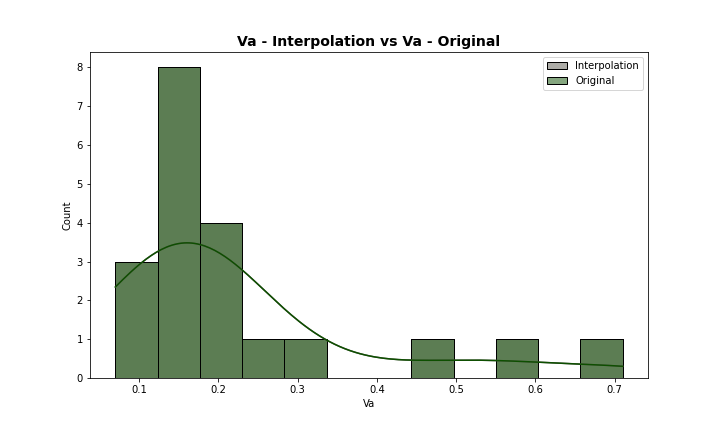 Va - Interpolation vs Va - Original
Interpolation
Original
8
7
6
5
4
3
2
1
0
Count
0.1 0.2 0.3 0.4 0.5 0.6 0.7
Va